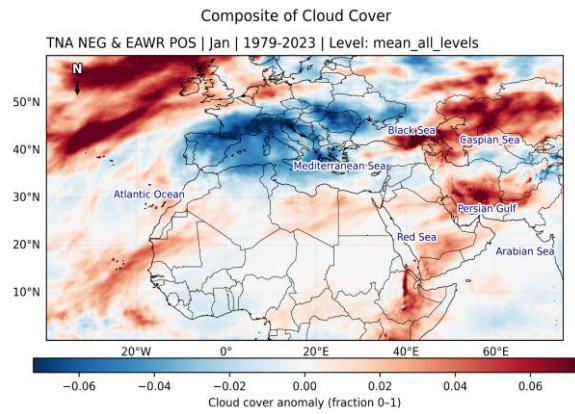 Composite of Cloud Cover
TNA NEG & EAWR POS | Jan | 1979-2023 | Level: mean_all_levels
N
50°N
40°N
30°N
20°N
10°N
Black Sea
Caspian Sea
Mediterranean Sea
Atlantic Ocean
Persian Gulf
Red Sea
Arabian Sea
20°W
0°
20°E
40°E
60°E
−0.06
−0.04
−0.02
0.00
0.02
0.04
0.06
Cloud cover anomaly (fraction 0–1)